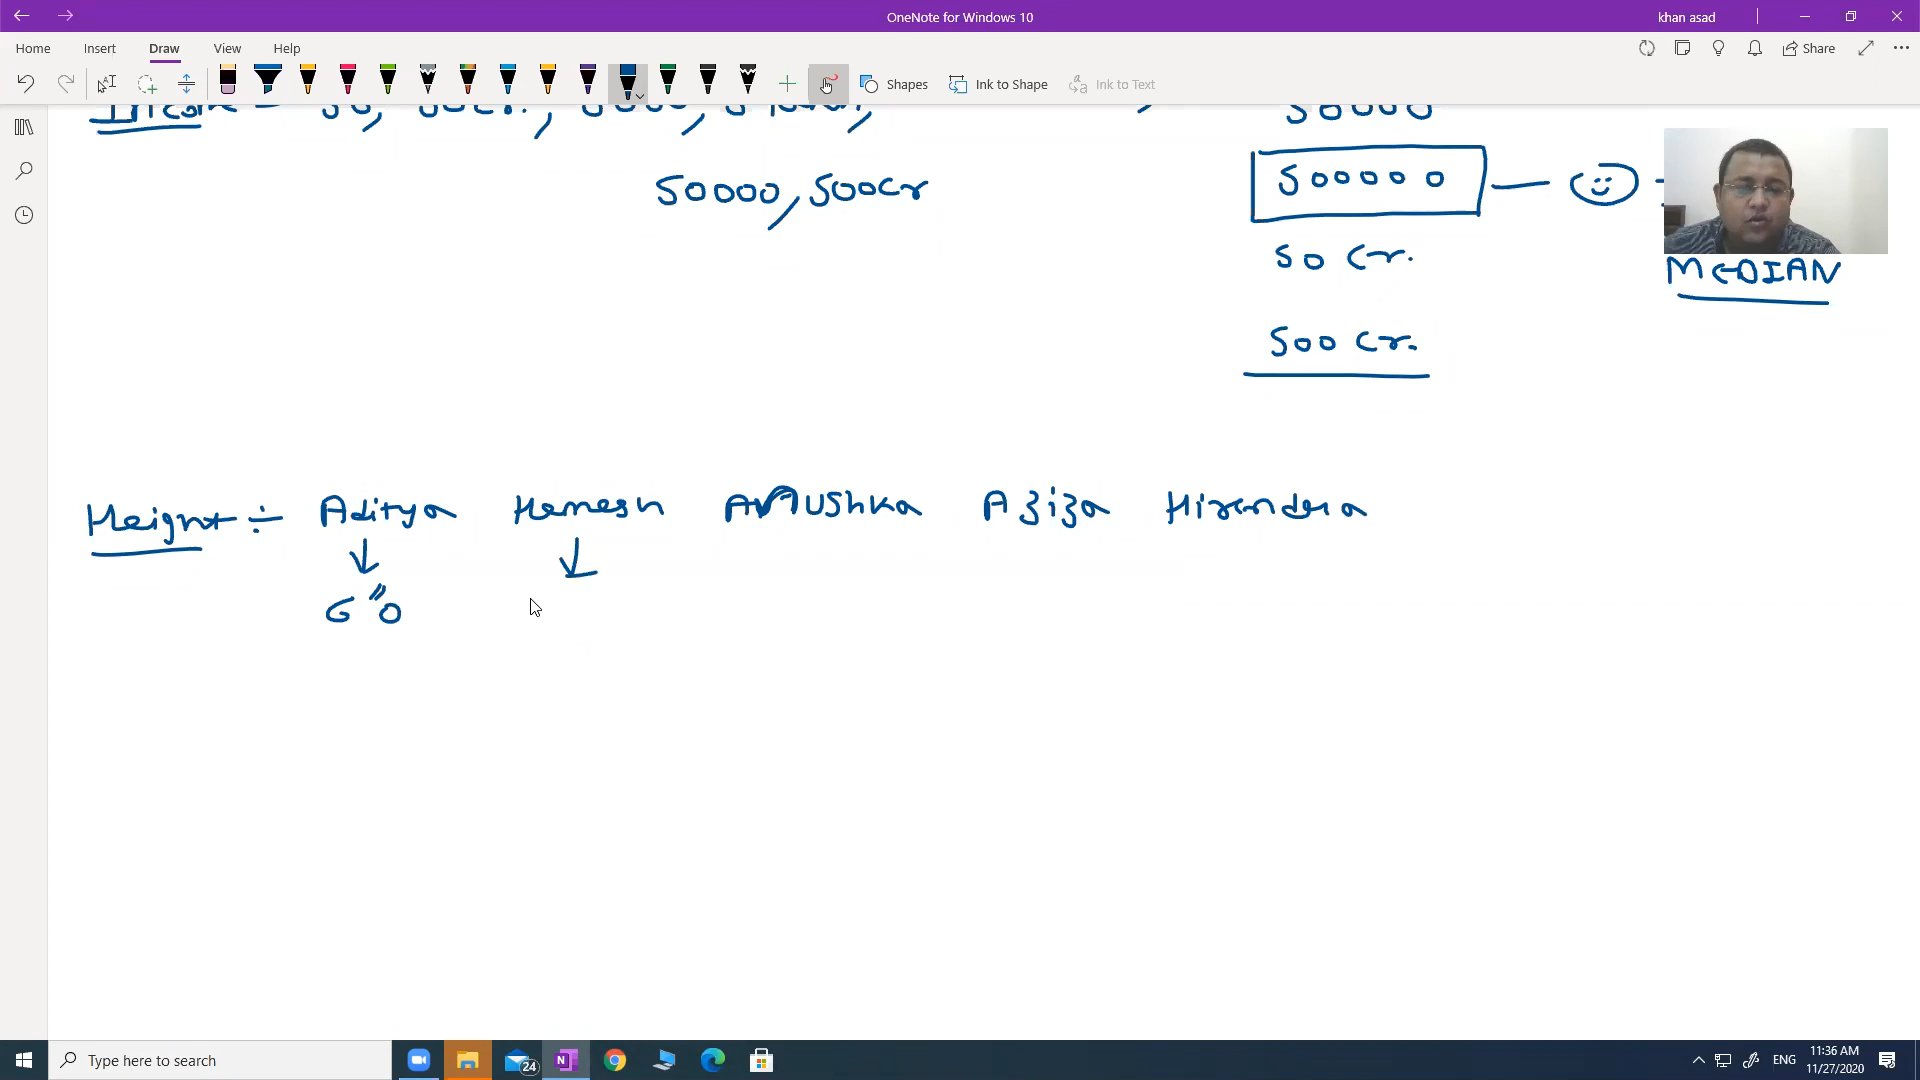 OneNote for Windows 10
khan asad
Home Insert Draw View Help
Share
Shapes Ink to Shape Ink to Text
50000
50000, 500Cr
500000
50 Cr.
MEDIAN
500 Cr.
Height ÷ Aditya Hemesh Anushka Aziza Hirendra
6"0
Type here to search
24
ENG
11:36 AM
11/27/2020